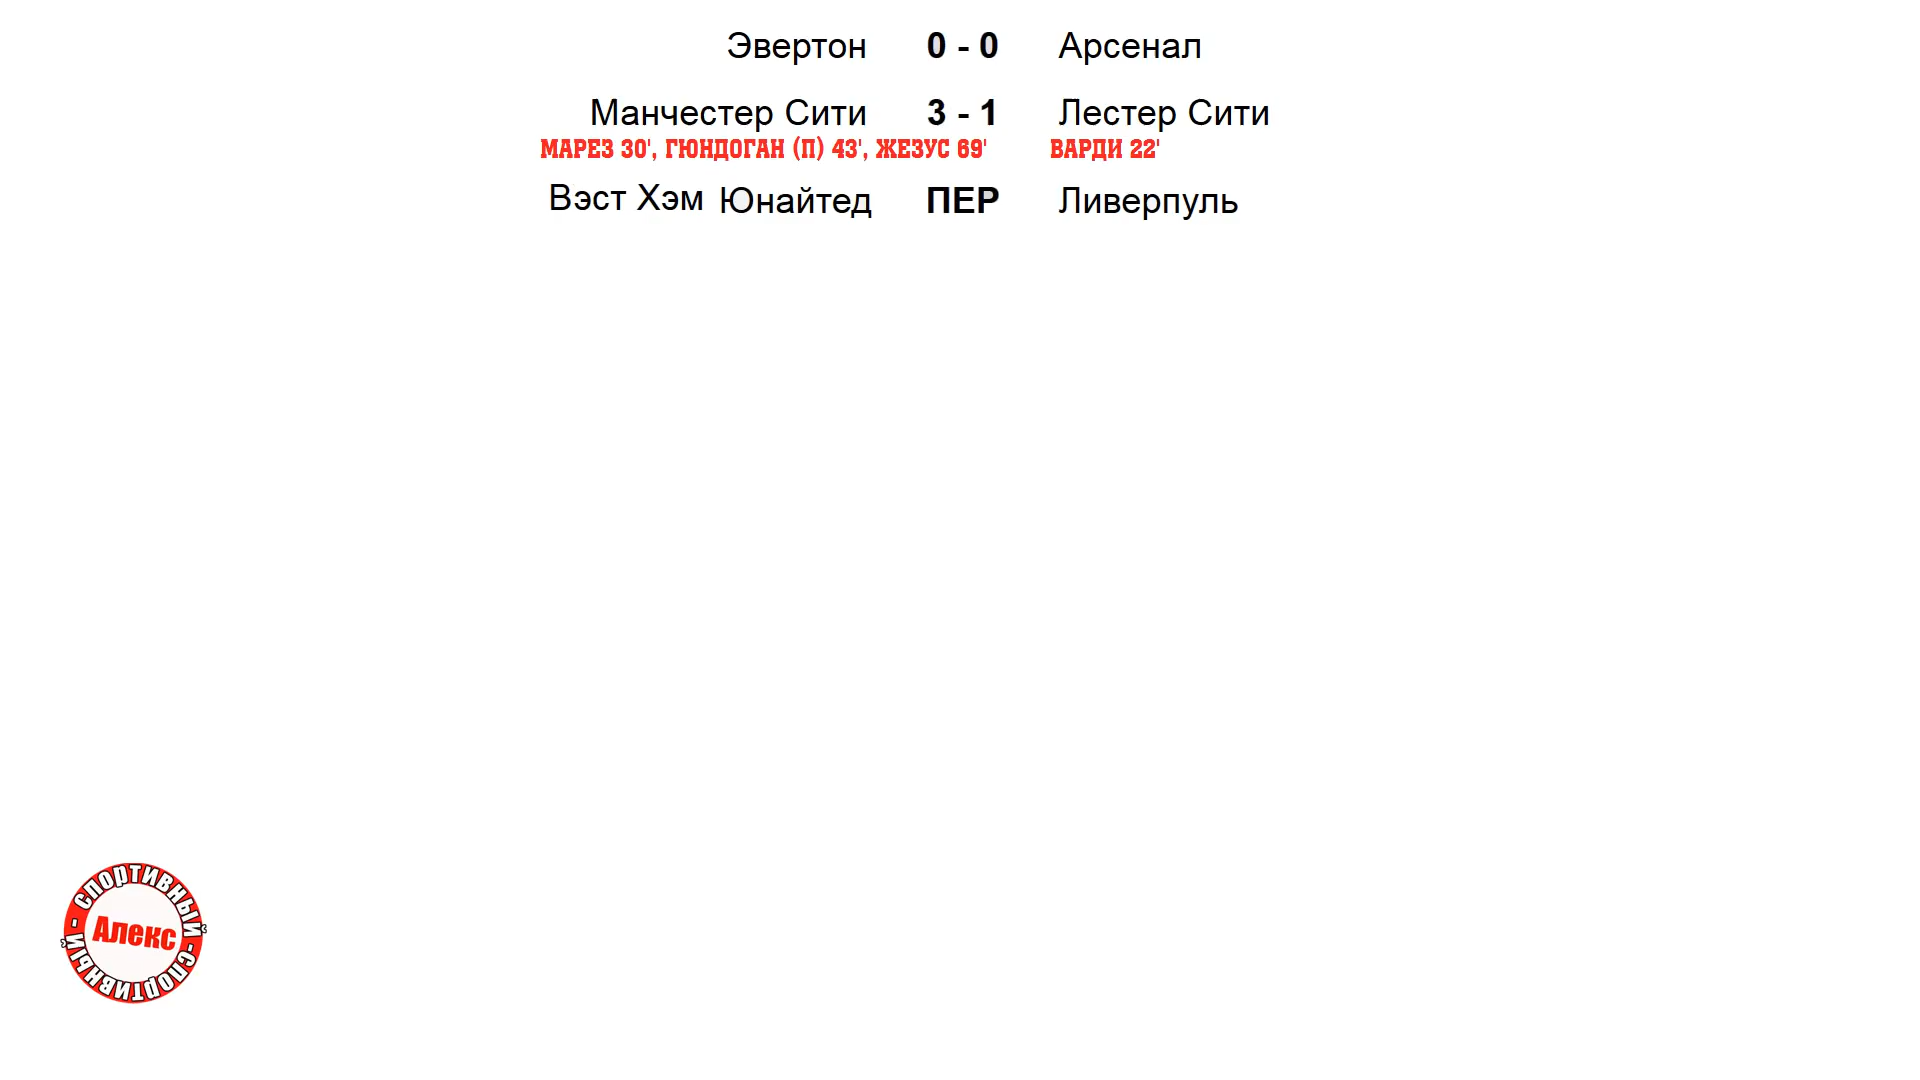 Эвертон 0 - 0 Арсенал
Манчестер Сити 3 - 1 Лестер Сити
МАРЕЗ 30', ГЮНДОГАН (П) 43', ЖЕЗУС 69' ВАРДИ 22'
Вэст Хэм Юнайтед ПЕР Ливерпуль
- СПОРТИВНЫЙ - СПОРТИВНЫЙ
Алекс